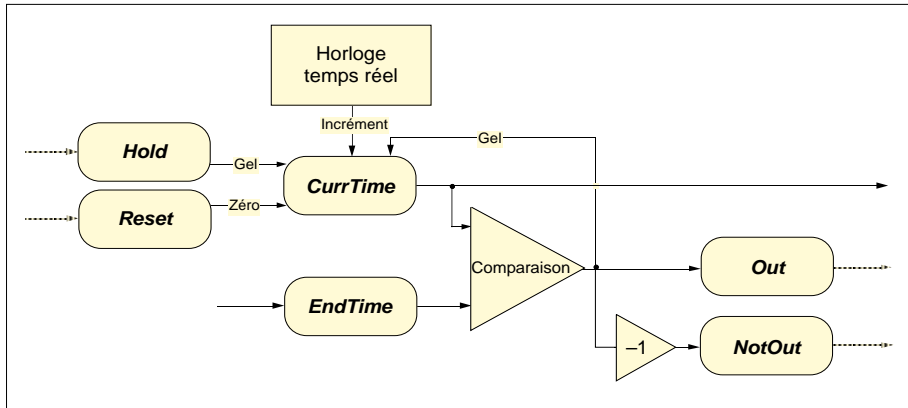 Horloge
temps réel
Incrément
Gel
Hold
Gel
CurrTime
Reset
Zéro
Comparaison
Out
EndTime
–1
NotOut